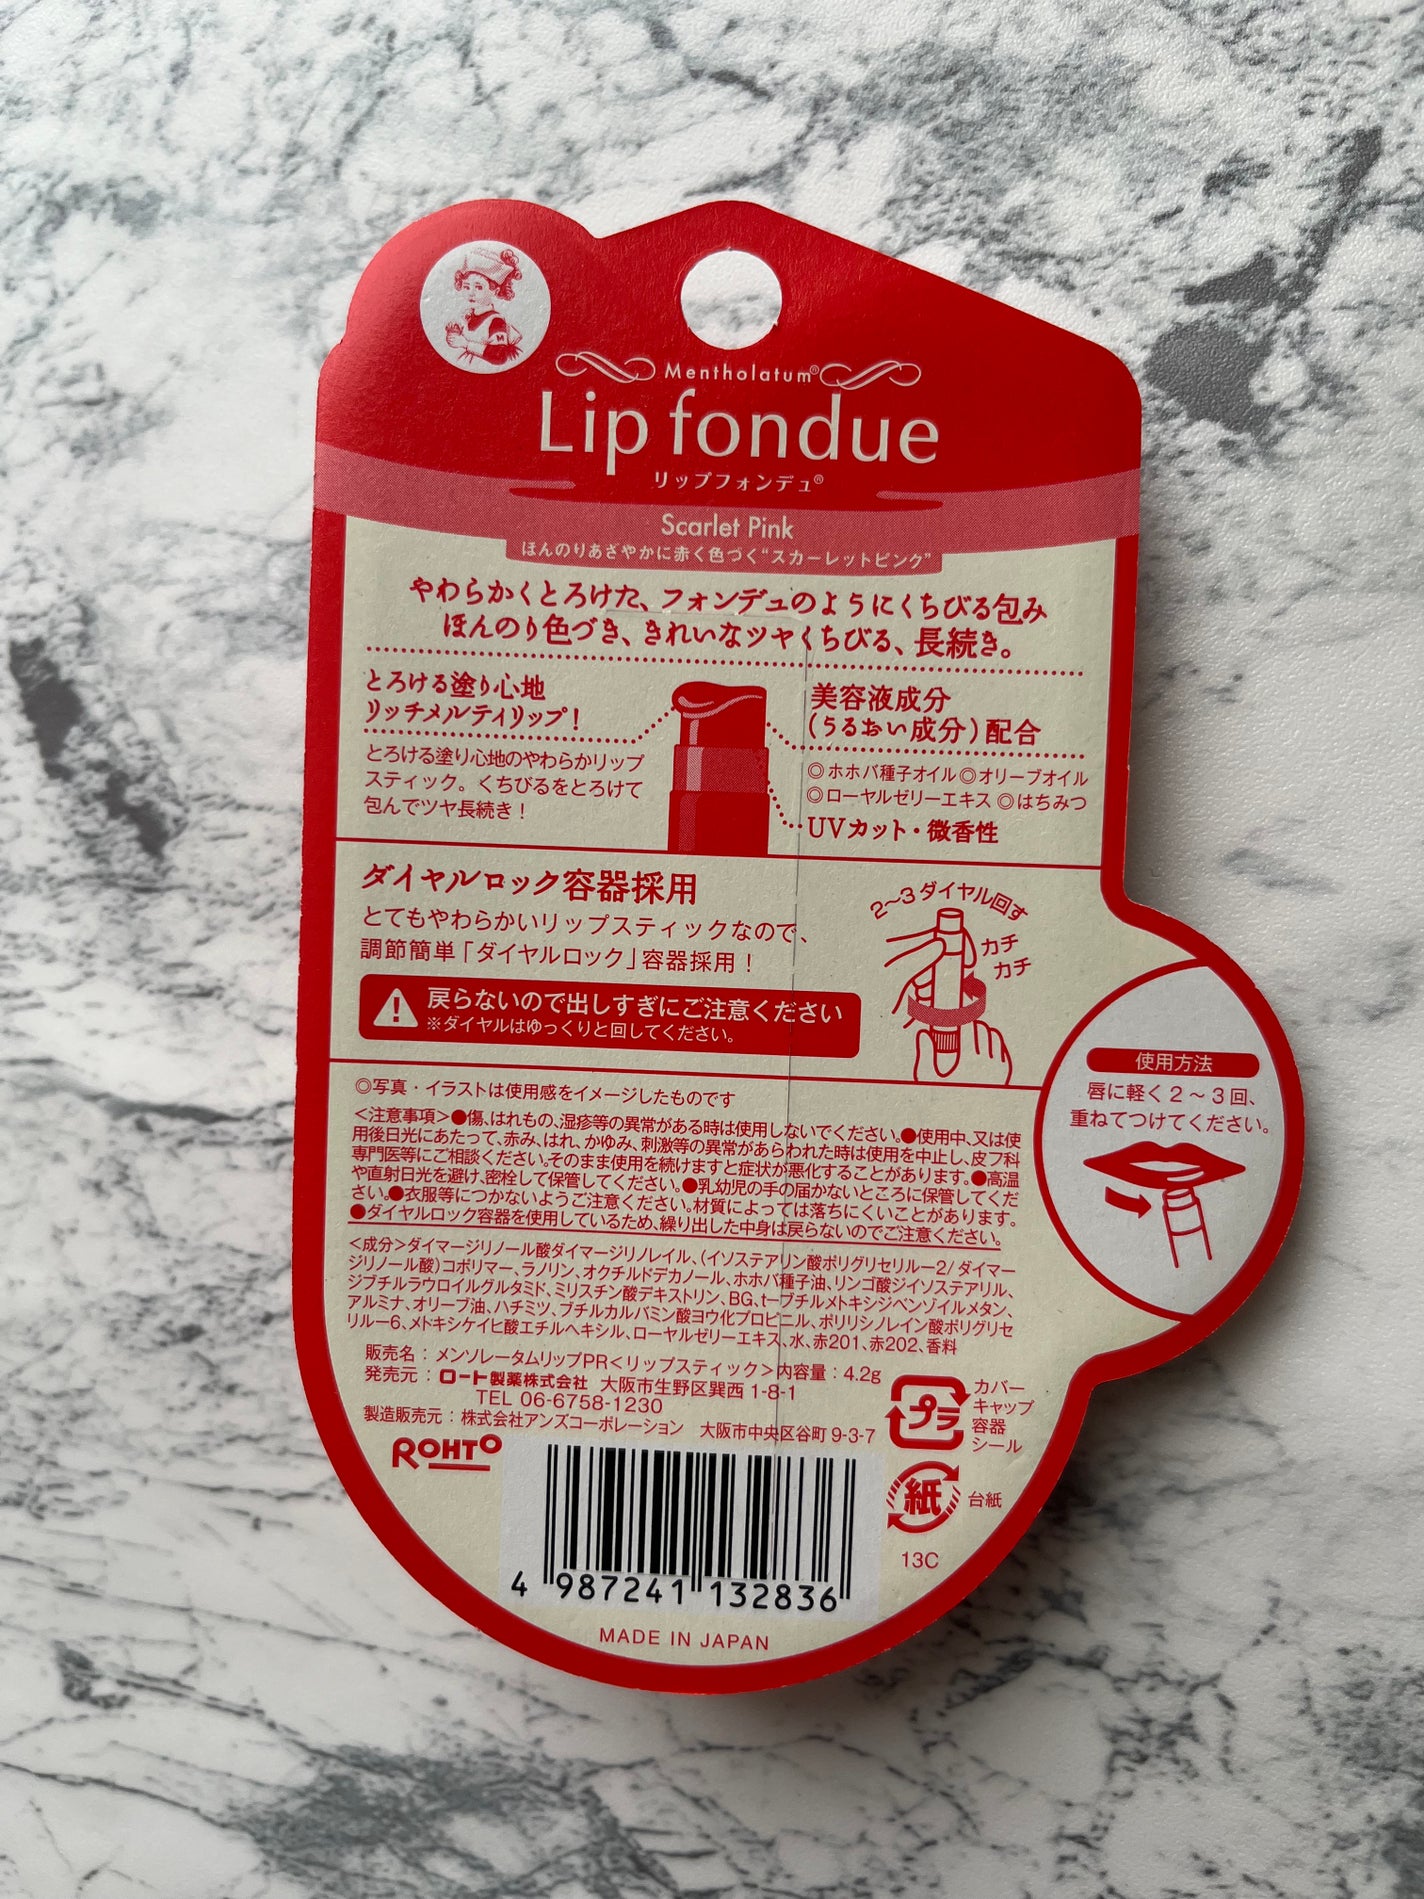 Mentholatum®
Lip fondue
リップフォンデュ®
Scarlet Pink
ほんのりあざやかに赤く色づく“スカーレットピンク”
やわらかくとろけた、フォンデュのようにくちびる包み
ほんのり色づき、きれいなツヤくちびる、長続き。
とろける塗り心地
リッチメルティリップ！
とろける塗り心地のやわらかリップ
スティック。くちびるをとろけて
包んでツヤ長続き！
美容液成分
(うるおい成分)配合
◎ホホバ種子オイル◎オリーブオイル
◎ローヤルゼリーエキス ◎はちみつ
UVカット・微香性
ダイヤルロック容器採用
とてもやわらかいリップスティックなので、
調節簡単「ダイヤルロック」容器採用！
戻らないので出しすぎにご注意ください
※ダイヤルはゆっくりと回してください。
2〜3ダイヤル回す
カチ
カチ
使用方法
唇に軽く2〜3回、
重ねてつけてください。
◎写真・イラストは使用感をイメージしたものです
＜注意事項＞●傷、はれもの、湿疹等の異常がある時は使用しないでください。●使用中、又は使
用後日光にあたって、赤み、はれ、かゆみ、刺激等の異常があらわれた時は使用を中止し、皮フ科
専門医等にご相談ください。そのまま使用を続けますと症状が悪化することがあります。●高温
や直射日光を避け、密栓して保管してください。●乳幼児の手の届かないところに保管してくだ
さい。●衣服等につかないようご注意ください。材質によっては落ちにくいことがあります。
●ダイヤルロック容器を使用しているため、繰り出した中身は戻らないのでご注意ください。
＜成分＞ダイマージリノール酸ダイマージリノレイル、(イソステアリン酸ポリグリセリル－2/ダイマー
ジリノール酸)コポリマー、ラノリン、オクチルドデカノール、ホホバ種子油、リンゴ酸ジイソステアリル、
ジブチルラウロイルグルタミド、ミリスチン酸デキストリン、BG、t－ブチルメトキシジベンゾイルメタン、
アルミナ、オリーブ油、ハチミツ、ブチルカルバミン酸ヨウ化プロピニル、ポリリシノレイン酸ポリグリセ
リル－6、メトキシケイヒ酸エチルヘキシル、ローヤルゼリーエキス、水、赤201、赤202、香料
販売名：メンソレータムリップPR＜リップスティック＞内容量：4.2g
発売元：ロート製薬株式会社 大阪市生野区巽西 1-8-1
TEL 06-6758-1230
製造販売元：株式会社アンズコーポレーション 大阪市中央区谷町 9-3-7
ROHTO
プラ
カバー
キャップ
容器
シール
紙
台紙
13C
4 987241 132836
MADE IN JAPAN